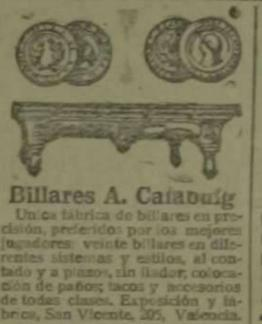 Billares A. Calabuig
Unica fábrica de billares en pre-
cisión, preferidos por los mejores
jugadores: veinte billares en dife-
rentes sistemas y estilos, al con-
tado y a plazos, sin fiador; coloca-
ción de paños; tacos y accesorios
de todas clases. Exposición y fá-
brica, San Vicente, 205, Valencia.